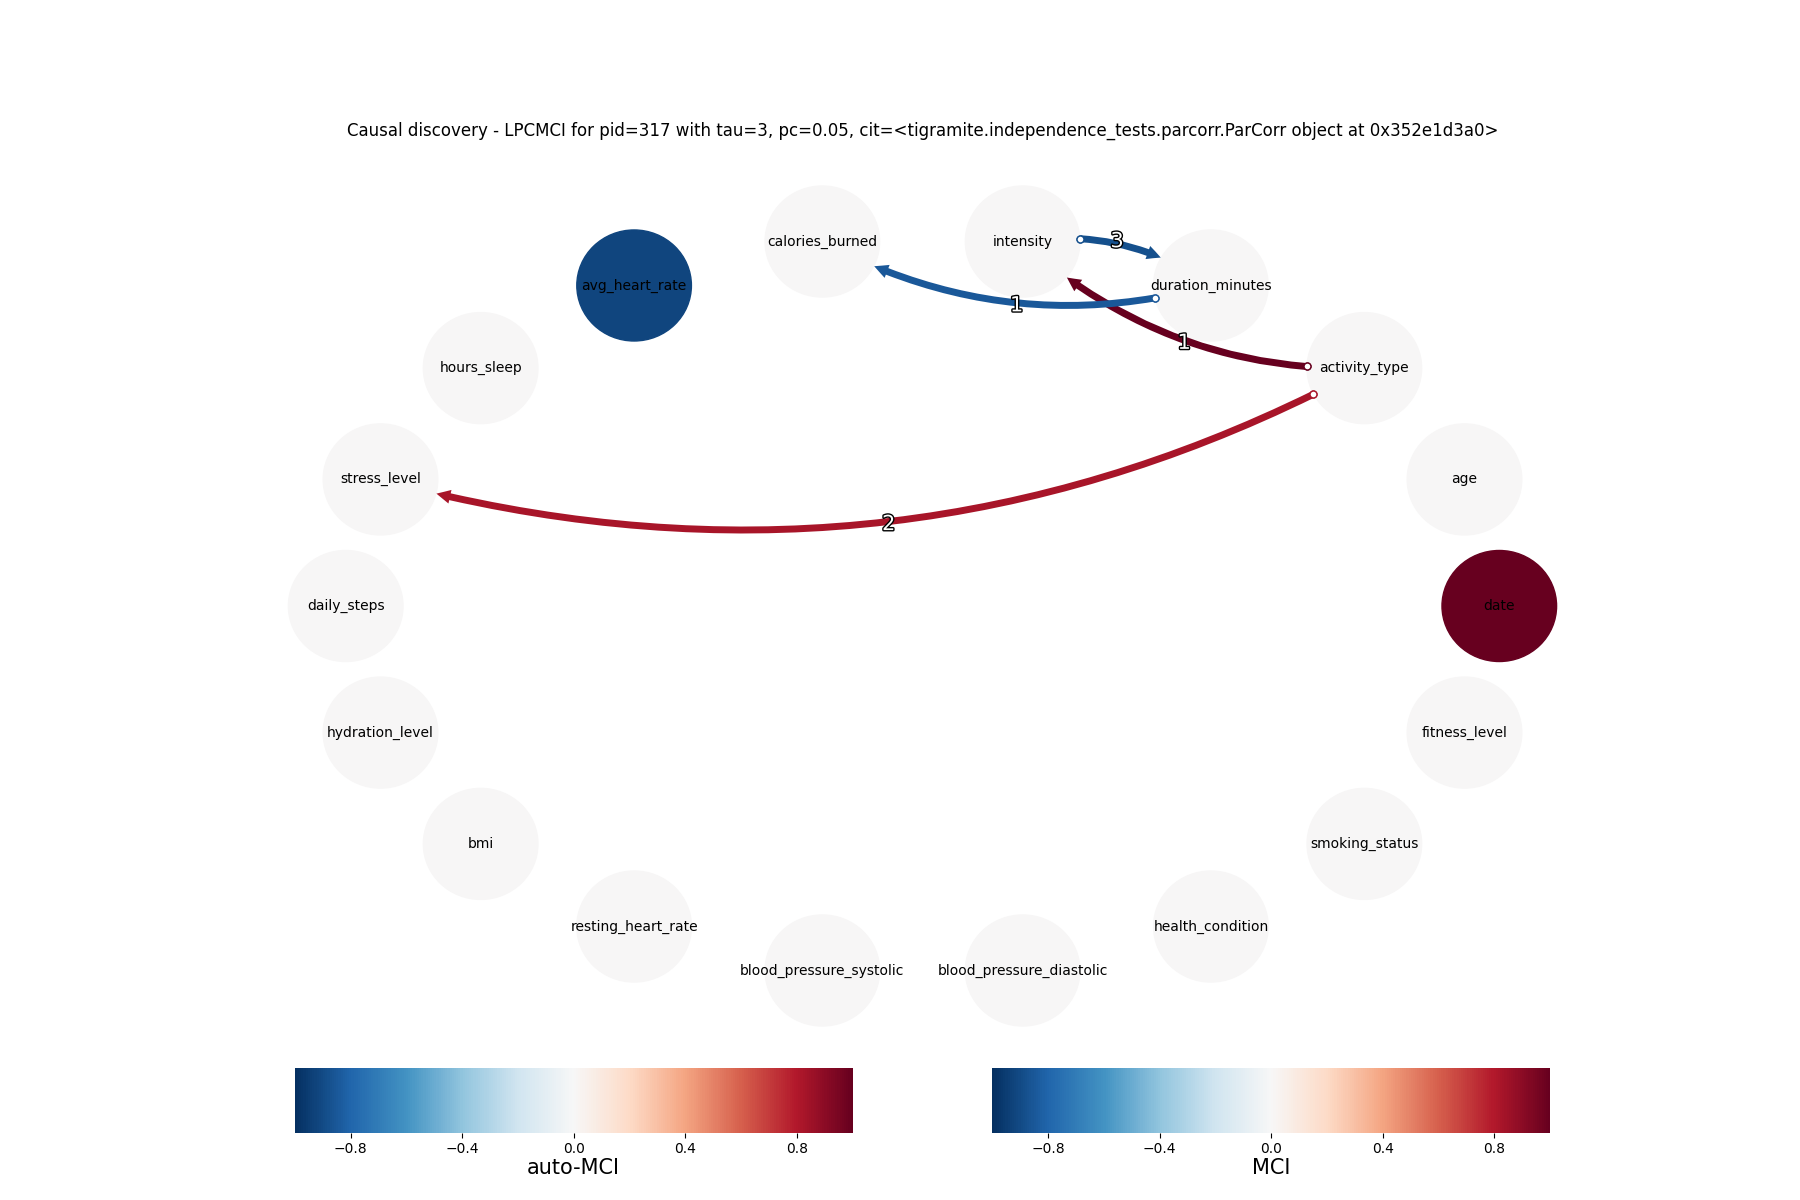 Causal discovery - LPCMCI for pid=317 with tau=3, pc=0.05, cit=<tigramite.independence_tests.parcorr.ParCorr object at 0x352e1d3a0>
calories_burned
intensity
3
avg_heart_rate
duration_minutes
1
1
hours_sleep
activity_type
stress_level
age
2
daily_steps
date
hydration_level
fitness_level
bmi
smoking_status
resting_heart_rate
health_condition
blood_pressure_systolic
blood_pressure_diastolic
−0.8 −0.4 0.0 0.4 0.8
auto-MCI
−0.8 −0.4 0.0 0.4 0.8
MCI